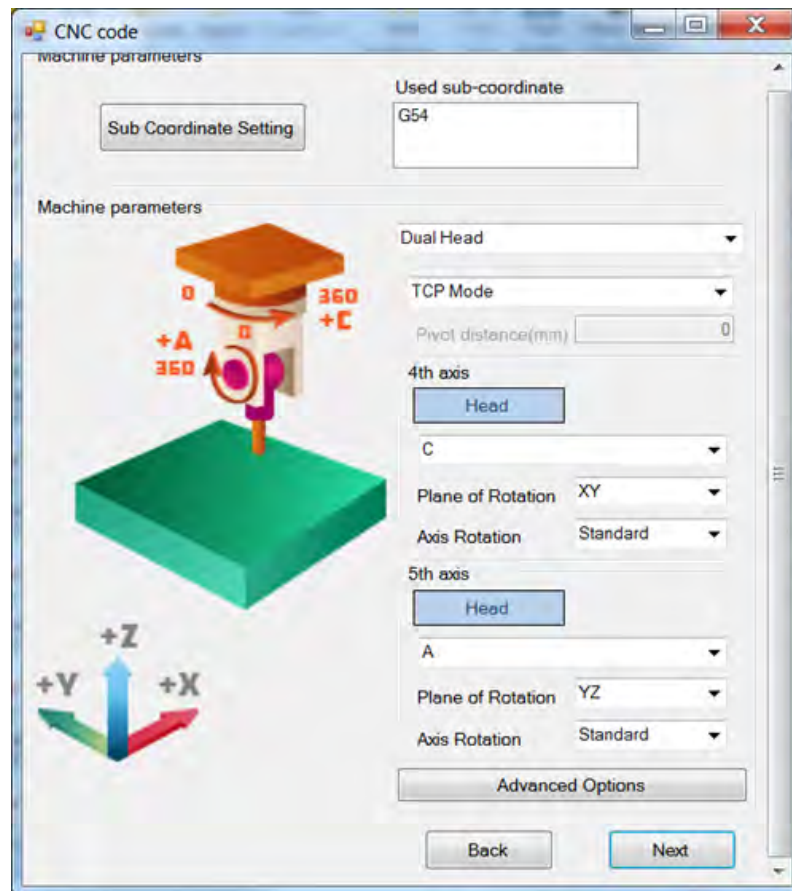 CNC code
Machine parameters
Used sub-coordinate
Sub Coordinate Setting
G54
Machine parameters
Dual Head
TCP Mode
Pivot distance(mm) 0
4th axis
Head
C
Plane of Rotation XY
Axis Rotation Standard
5th axis
Head
A
Plane of Rotation YZ
Axis Rotation Standard
Advanced Options
Back Next
0 360
+C
+A 0
360
+Z
+Y +X